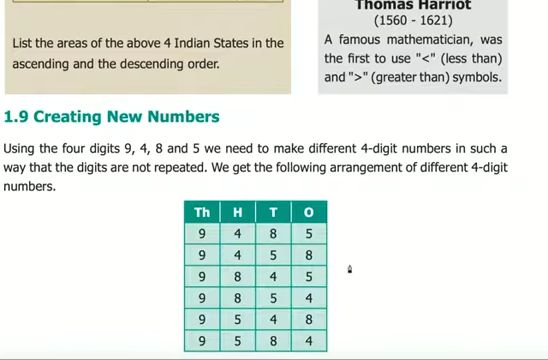 Thomas Harriot
(1560 - 1621)
A famous mathematician, was
the first to use "<" (less than)
and ">" (greater than) symbols.
List the areas of the above 4 Indian States in the
ascending and the descending order.
1.9 Creating New Numbers
Using the four digits 9, 4, 8 and 5 we need to make different 4-digit numbers in such a
way that the digits are not repeated. We get the following arrangement of different 4-digit
numbers.
Th H T O
9 4 8 5
9 4 5 8
9 8 4 5
9 8 5 4
9 5 4 8
9 5 8 4